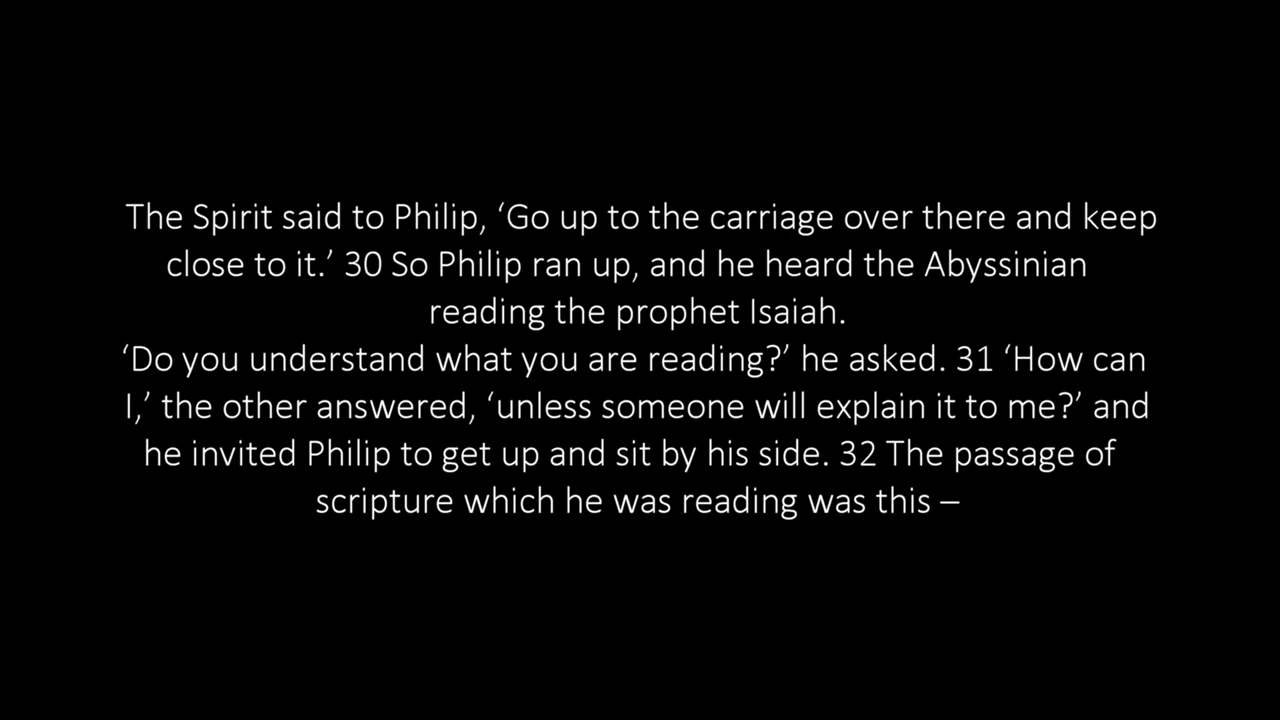 The Spirit said to Philip, ‘Go up to the carriage over there and keep
close to it.’ 30 So Philip ran up, and he heard the Abyssinian
reading the prophet Isaiah.
‘Do you understand what you are reading?’ he asked. 31 ‘How can
I,’ the other answered, ‘unless someone will explain it to me?’ and
he invited Philip to get up and sit by his side. 32 The passage of
scripture which he was reading was this –